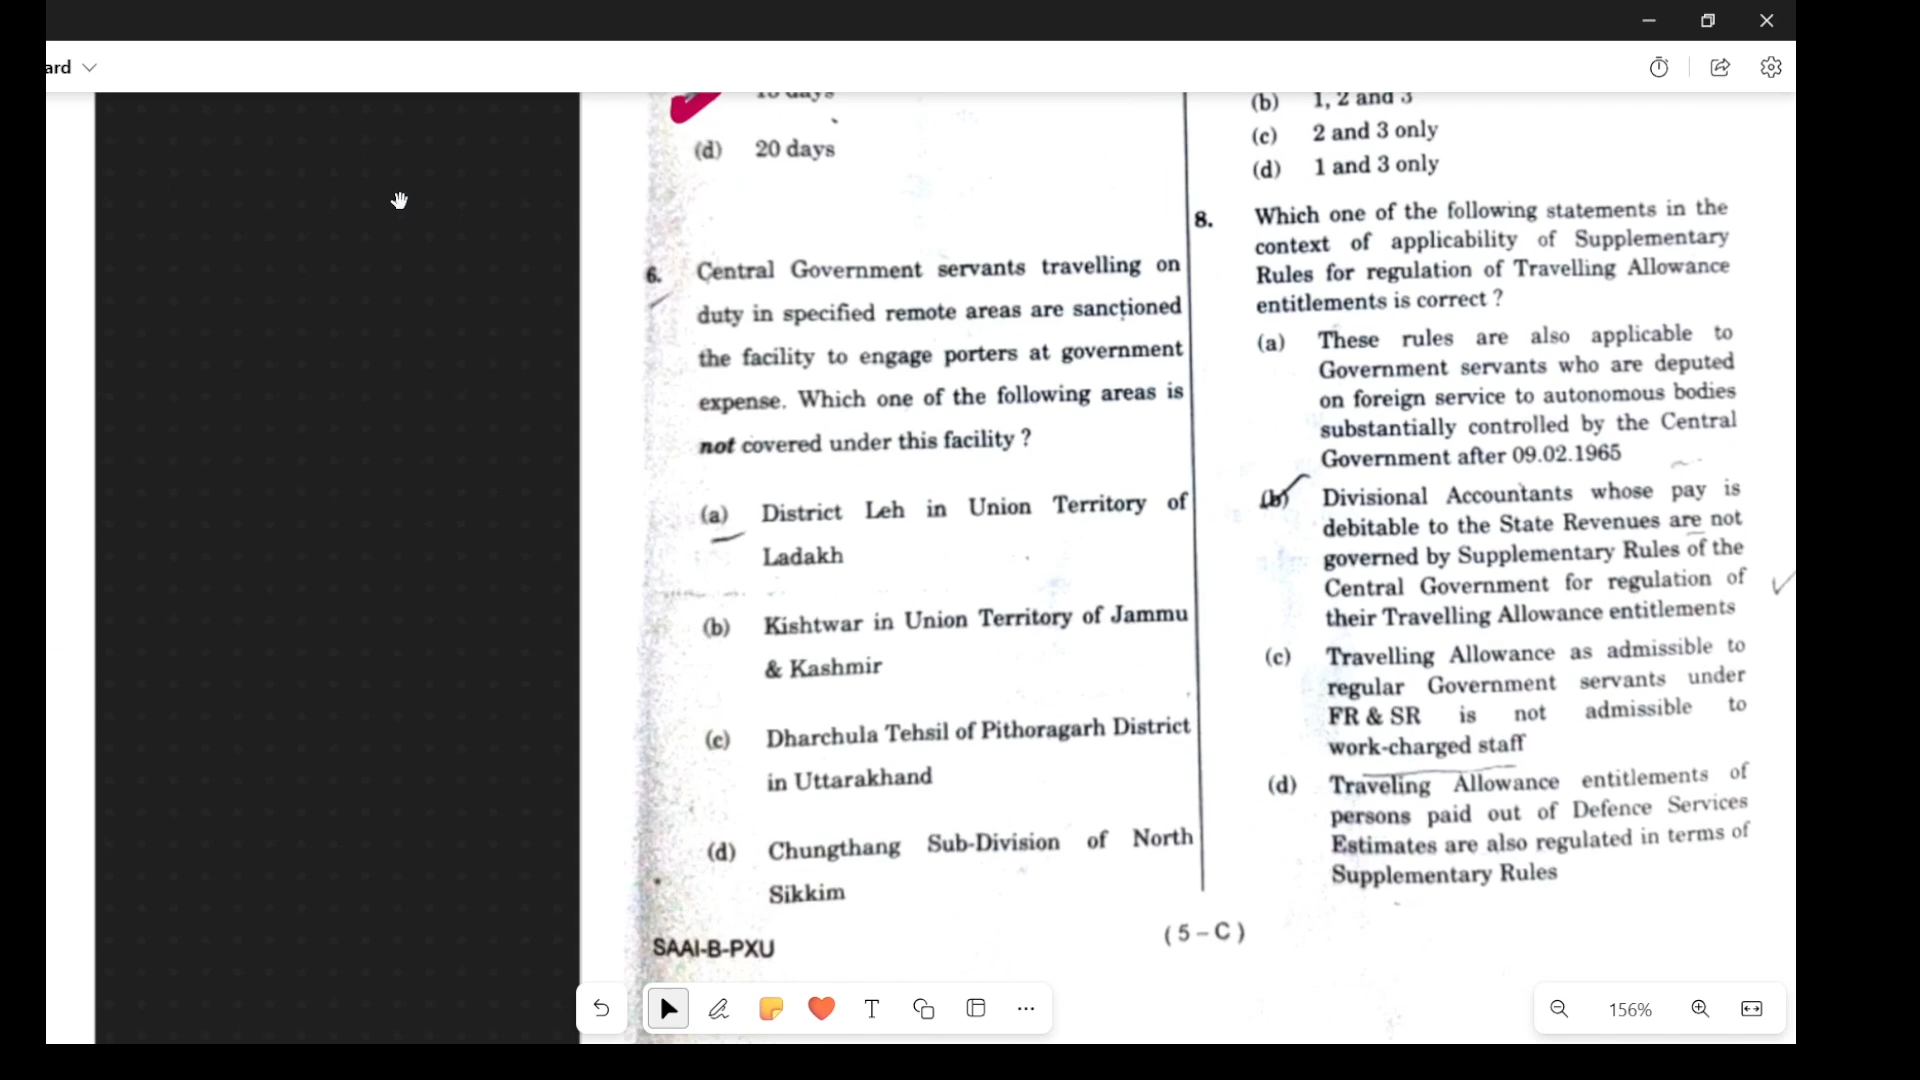 ard
18 days
(d) 20 days
6. Central Government servants travelling on
duty in specified remote areas are sanctioned
the facility to engage porters at government
expense. Which one of the following areas is
not covered under this facility ?
(a) District Leh in Union Territory of
Ladakh
(b) Kishtwar in Union Territory of Jammu
& Kashmir
(c) Dharchula Tehsil of Pithoragarh District
in Uttarakhand
(d) Chungthang Sub-Division of North
Sikkim
SAAI-B-PXU
(b) 1, 2 and 3
(c) 2 and 3 only
(d) 1 and 3 only
8. Which one of the following statements in the
context of applicability of Supplementary
Rules for regulation of Travelling Allowance
entitlements is correct ?
(a) These rules are also applicable to
Government servants who are deputed
on foreign service to autonomous bodies
substantially controlled by the Central
Government after 09.02.1965
(b) Divisional Accountants whose pay is
debitable to the State Revenues are not
governed by Supplementary Rules of the
Central Government for regulation of
their Travelling Allowance entitlements
(c) Travelling Allowance as admissible to
regular Government servants under
FR & SR is not admissible to
work-charged staff
(d) Traveling Allowance entitlements of
persons paid out of Defence Services
Estimates are also regulated in terms of
Supplementary Rules
( 5 – C )
156%